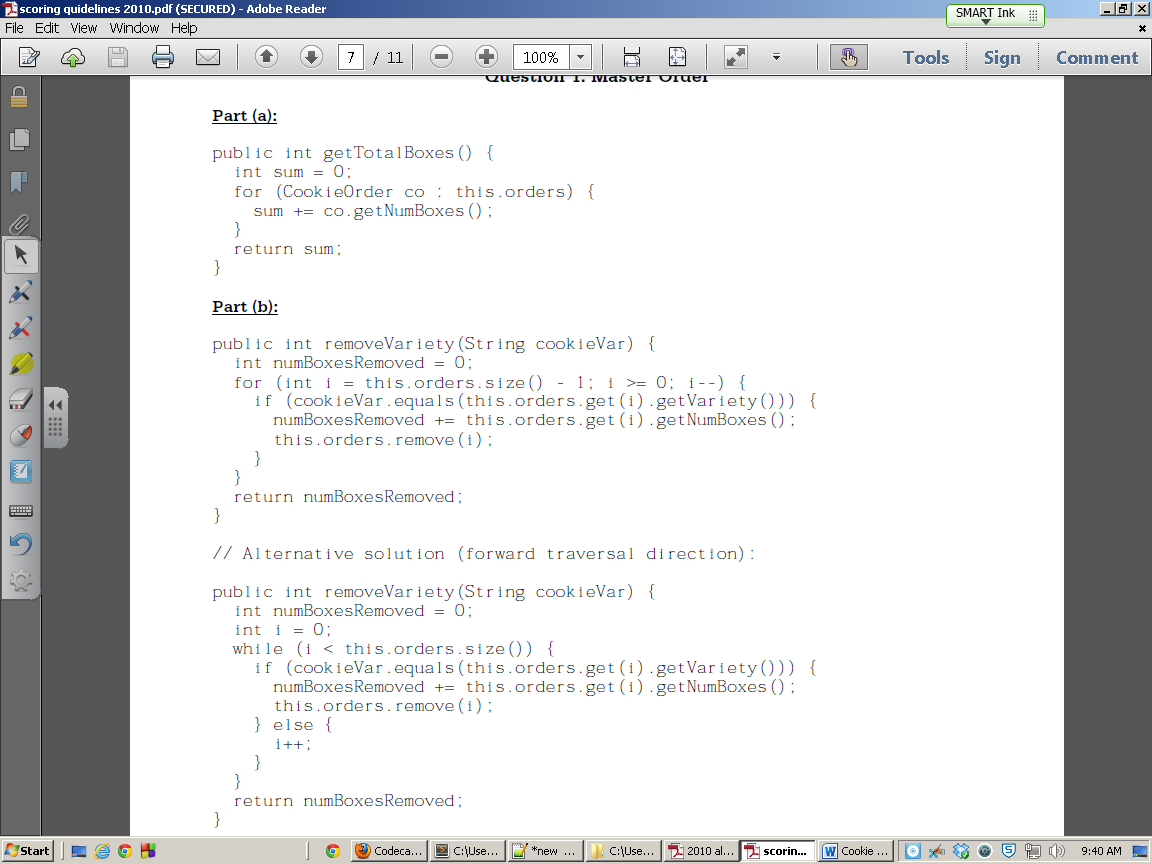 scoring quidelines 2010.pdf (SECURED) - Adobe Reader
SMART Ink
File Edit View Window Help
7 / 11 100% Tools Sign Comment
Question 1: Master Order
Part (a):
public int getTotalBoxes() {
int sum = 0;
for (CookieOrder co : this.orders) {
sum += co.getNumBoxes();
}
return sum;
}
Part (b):
public int removeVariety(String cookieVar) {
int numBoxesRemoved = 0;
for (int i = this.orders.size() - 1; i >= 0; i--) {
if (cookieVar.equals(this.orders.get(i).getVariety())) {
numBoxesRemoved += this.orders.get(i).getNumBoxes();
this.orders.remove(i);
}
}
return numBoxesRemoved;
}
// Alternative solution (forward traversal direction):
public int removeVariety(String cookieVar) {
int numBoxesRemoved = 0;
int i = 0;
while (i < this.orders.size()) {
if (cookieVar.equals(this.orders.get(i).getVariety())) {
numBoxesRemoved += this.orders.get(i).getNumBoxes();
this.orders.remove(i);
} else {
i++;
}
}
return numBoxesRemoved;
}
Start Codeca... C:\Use... *new ... C:\Use... 2010 al... scorin... Cookie ... 9:40 AM